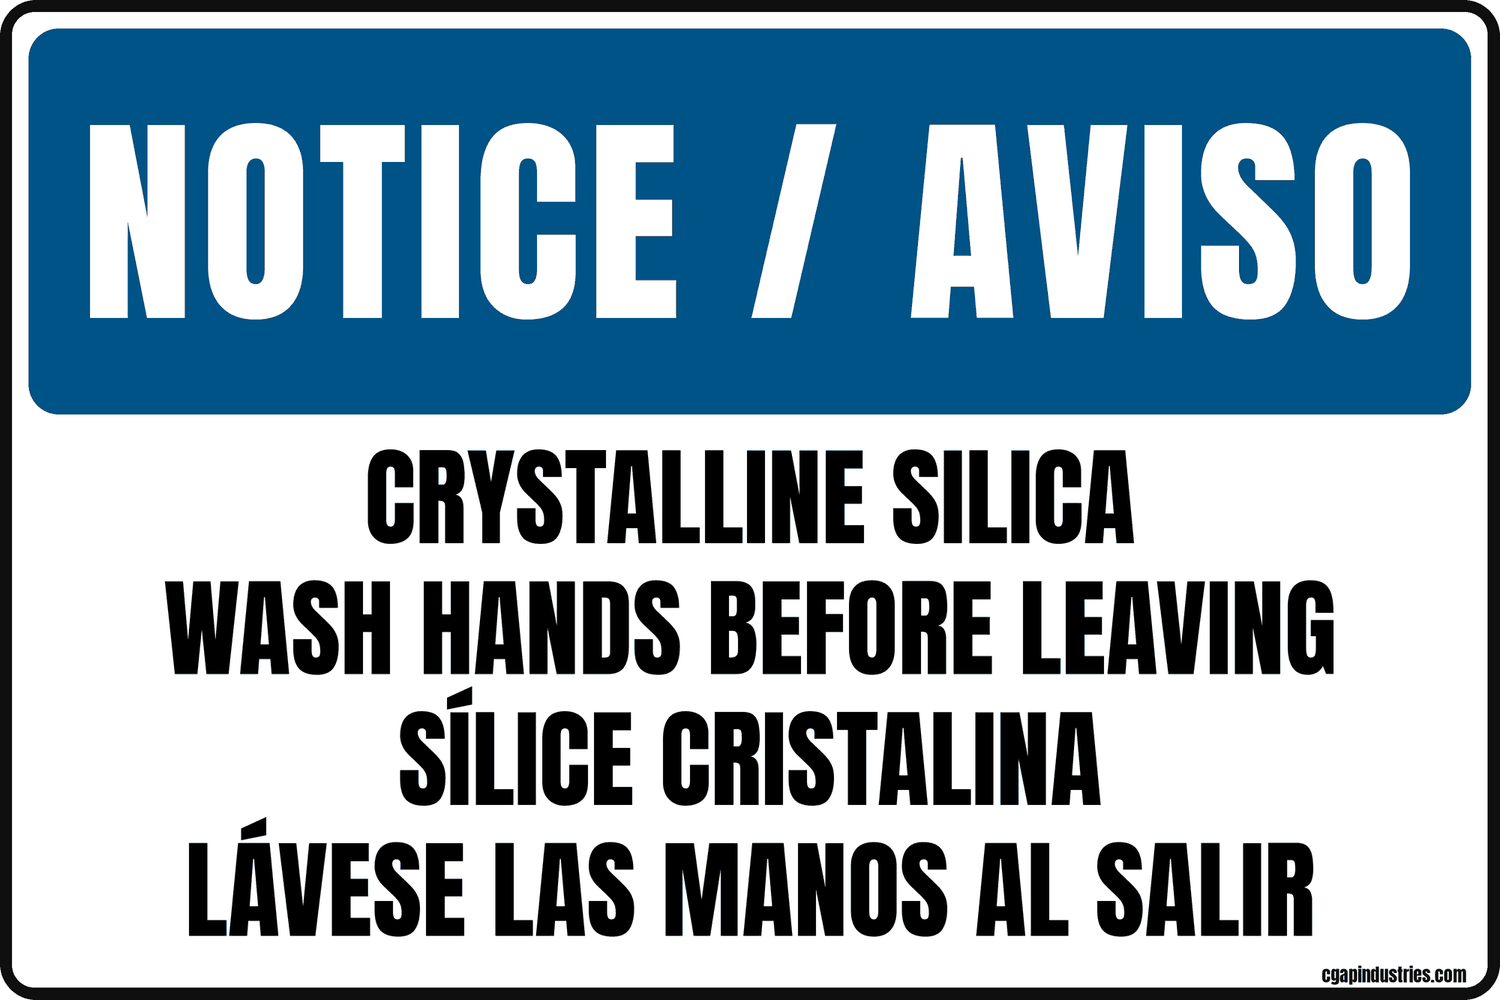 NOTICE / AVISO
CRYSTALLINE SILICA
WASH HANDS BEFORE LEAVING
SÍLICE CRISTALINA
LÁVESE LAS MANOS AL SALIR
cgapindustries.com